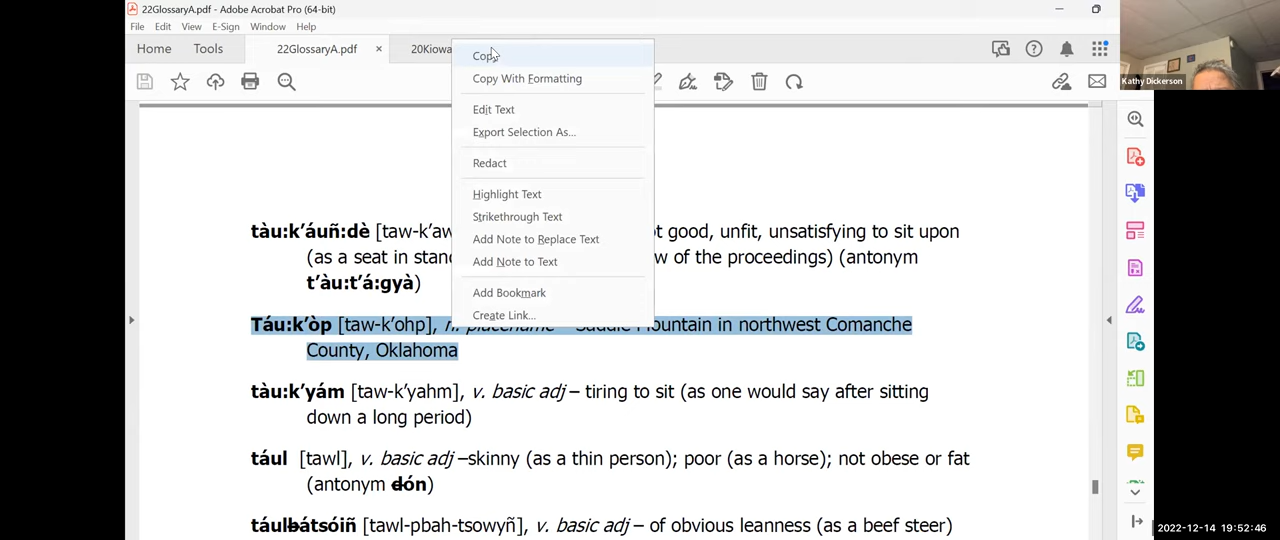 22GlossaryA.pdf - Adobe Acrobat Pro (64-bit)
File Edit View E-Sign Window Help
Home Tools 22GlossaryA.pdf × 20Kiowa
Copy
Copy With Formatting
Edit Text
Export Selection As...
Redact
Highlight Text
Strikethrough Text
Add Note to Replace Text
Add Note to Text
Add Bookmark
Create Link...
Kathy Dickerson
tàu:k'áuñ:dè [taw-k'aw t good, unfit, unsatisfying to sit upon
(as a seat in stand w of the proceedings) (antonym
t'àu:t'á:gyà)
Táu:k'òp [taw-k'ohp], n. placename – Saddle Mountain in northwest Comanche
County, Oklahoma
tàu:k'yám [taw-k'yahm], v. basic adj – tiring to sit (as one would say after sitting
down a long period)
tául [tawl], v. basic adj –skinny (as a thin person); poor (as a horse); not obese or fat
(antonym đón)
táulƀátsóiñ [tawl-pbah-tsowyñ], v. basic adj – of obvious leanness (as a beef steer)
2022-12-14 19:52:46